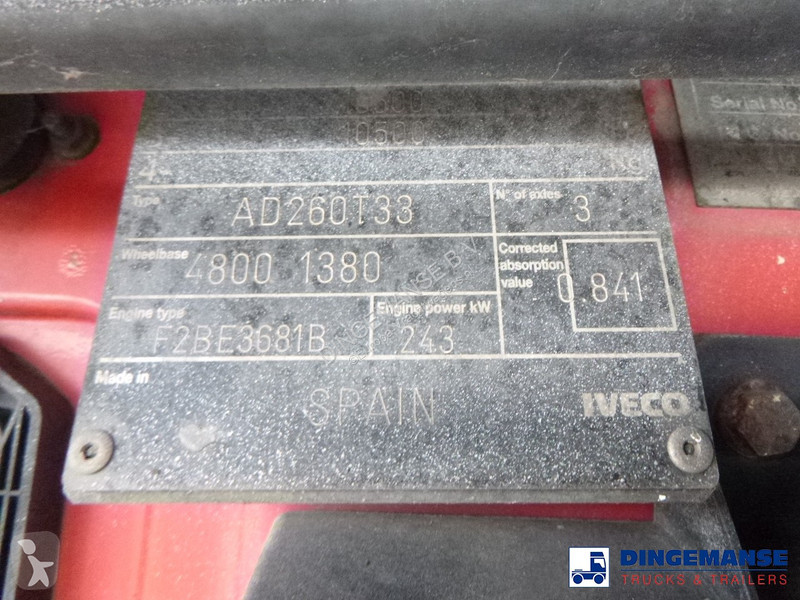 10500
Serial No.
Type AD260T33 N° of axles 3
Wheelbase 4800 1380 Corrected absorption value 0.841
Engine type F2BE3681B Engine power kW 243
Made in SPAIN IVECO
DINGEMANSE
TRUCKS & TRAILERS